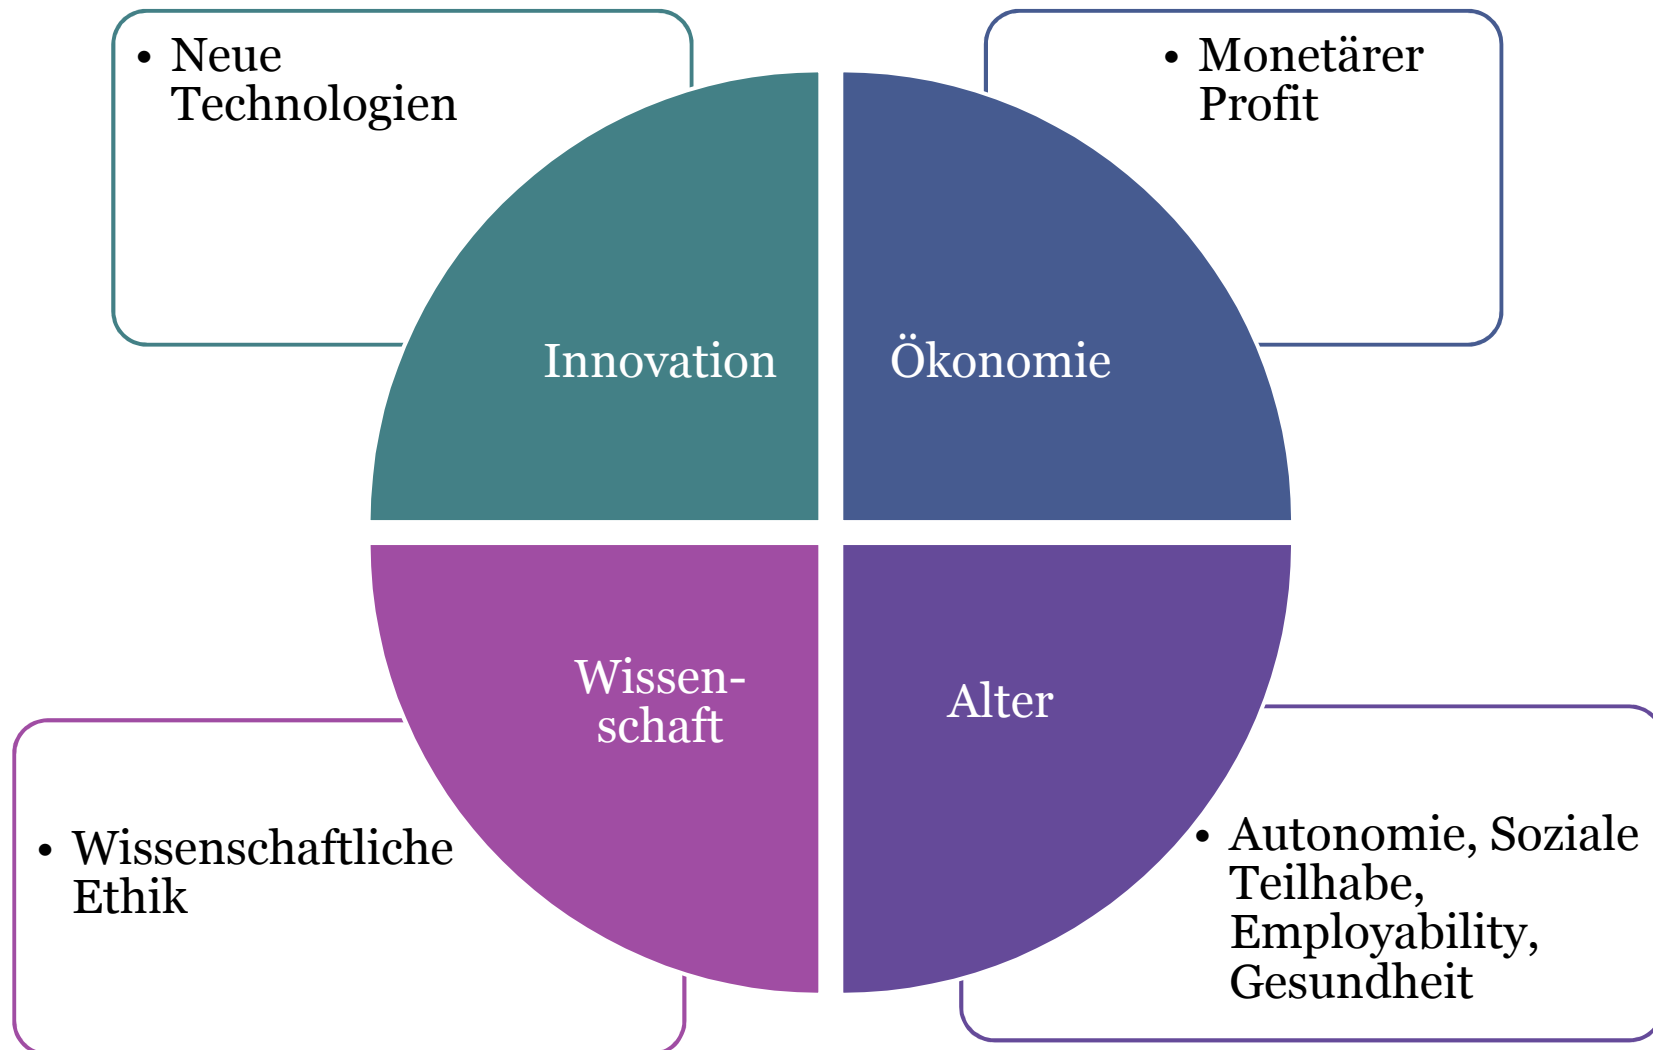 • Neue
Technologien
• Monetärer
Profit
Innovation
Ökonomie
Wissen-
schaft
Alter
• Wissenschaftliche
Ethik
• Autonomie, Soziale
Teilhabe,
Employability,
Gesundheit